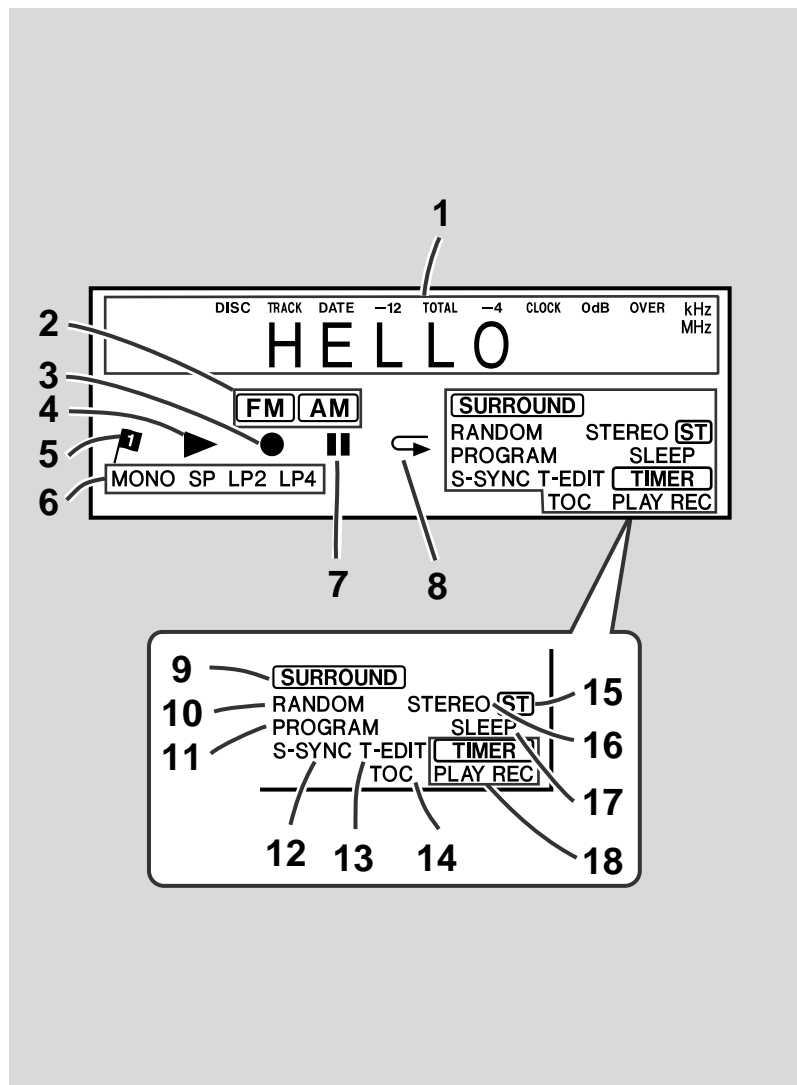 1
DISC TRACK DATE −12 TOTAL −4 CLOCK 0dB OVER kHz
MHz
HELLO
2
3
4
5
6
FM AM
1
MONO SP LP2 LP4
SURROUND
RANDOM STEREO ST
PROGRAM SLEEP
S-SYNC T-EDIT TIMER
TOC PLAY REC
7
8
9
10
11
SURROUND
RANDOM STEREO ST
PROGRAM SLEEP
S-SYNC T-EDIT TIMER
TOC PLAY REC
15
16
17
12
13
14
18